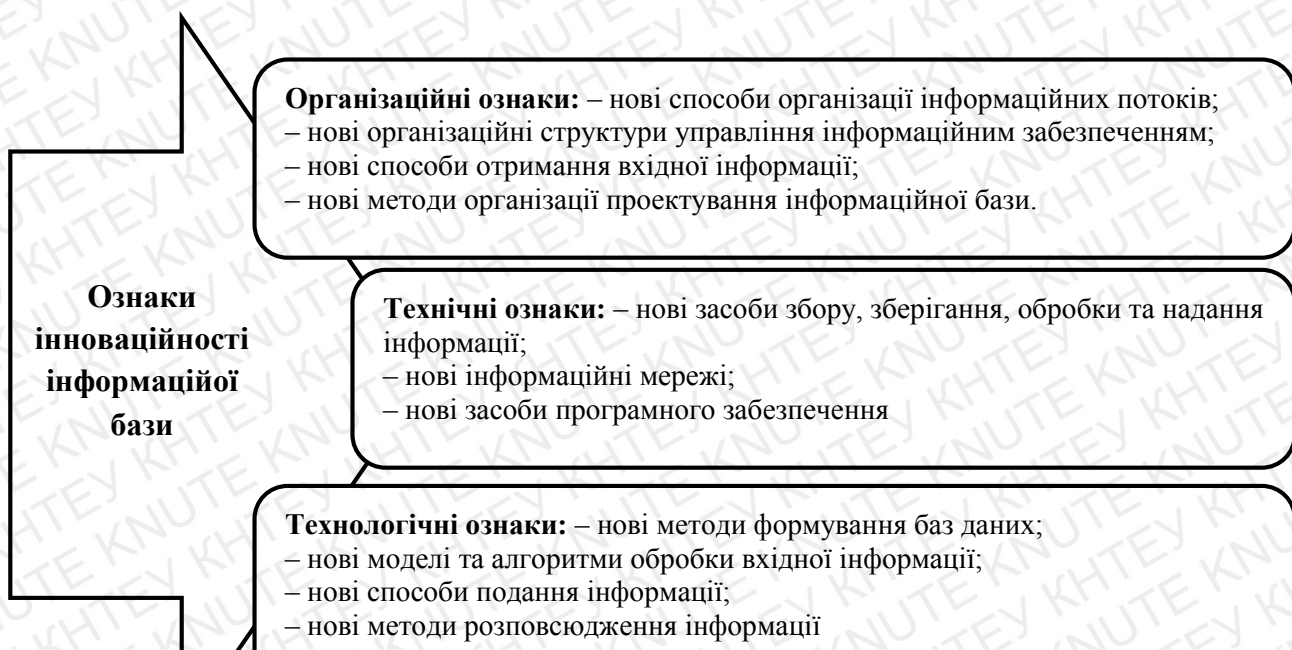 Організаційні ознаки: – нові способи організації інформаційних потоків;
– нові організаційні структури управління інформаційним забезпеченням;
– нові способи отримання вхідної інформації;
– нові методи організації проектування інформаційної бази.
Ознаки
інноваційності
інформаційої
бази
Технічні ознаки: – нові засоби збору, зберігання, обробки та надання
інформації;
– нові інформаційні мережі;
– нові засоби програмного забезпечення
Технологічні ознаки: – нові методи формування баз даних;
– нові моделі та алгоритми обробки вхідної інформації;
– нові способи подання інформації;
– нові методи розповсюдження інформації